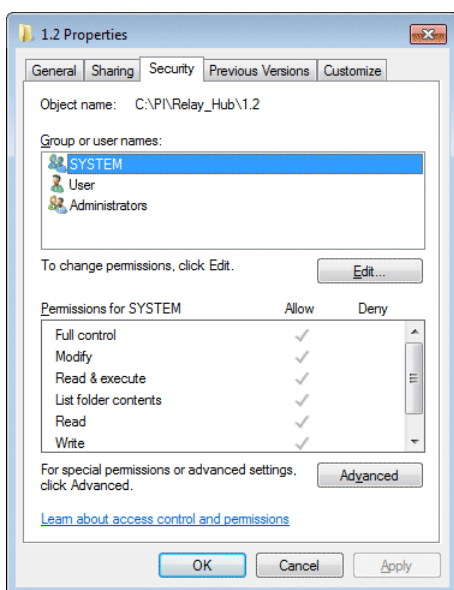 1.2 Properties
General Sharing Security Previous Versions Customize
Object name: C:\PI\Relay_Hub\1.2
Group or user names:
SYSTEM
User
Administrators
To change permissions, click Edit.
Edit...
Permissions for SYSTEM Allow Deny
Full control
Modify
Read & execute
List folder contents
Read
Write
For special permissions or advanced settings,
click Advanced.
Advanced
Learn about access control and permissions
OK Cancel Apply